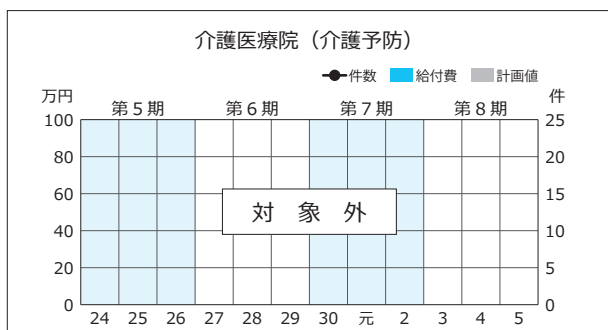 介護医療院（介護予防）
件数 給付費 計画値
万円 第５期 第６期 第７期 第８期 件
100 25
80 20
60 15
対 象 外
40 10
20 5
0 0
24 25 26 27 28 29 30 元 2 3 4 5